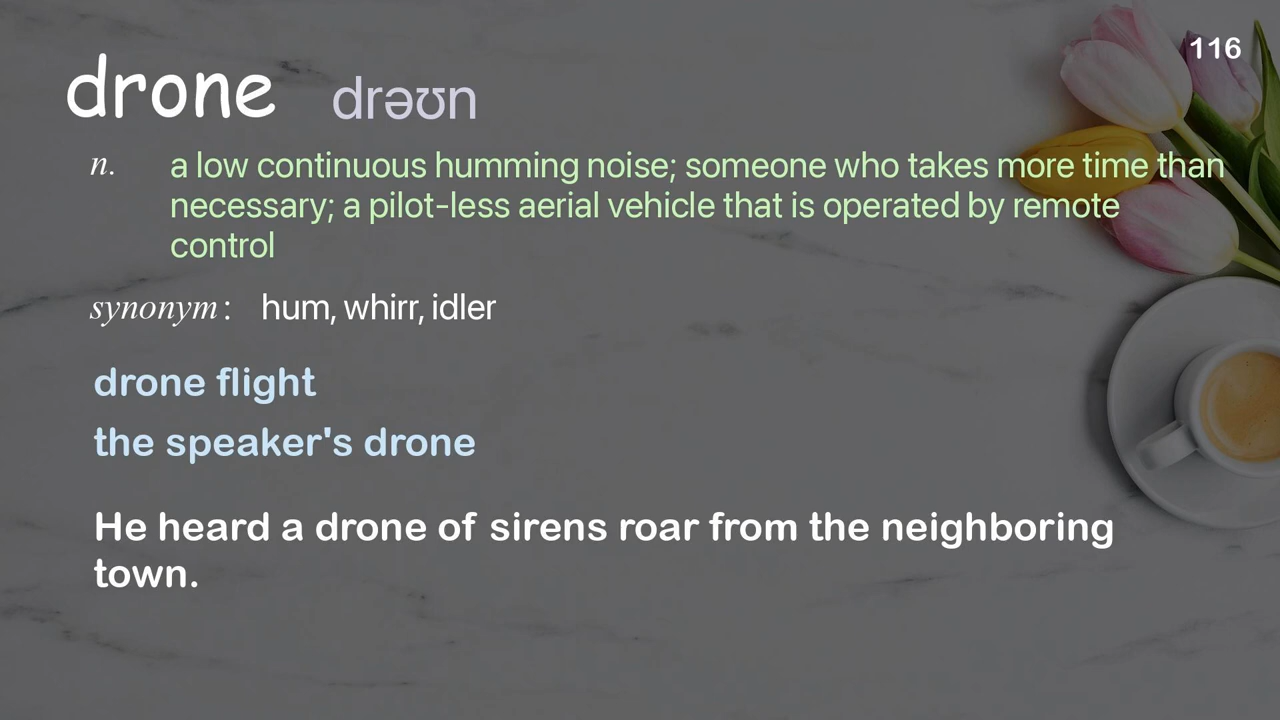 116
drone drəʊn
n. a low continuous humming noise; someone who takes more time than
necessary; a pilot-less aerial vehicle that is operated by remote
control
synonym: hum, whirr, idler
drone flight
the speaker's drone
He heard a drone of sirens roar from the neighboring
town.